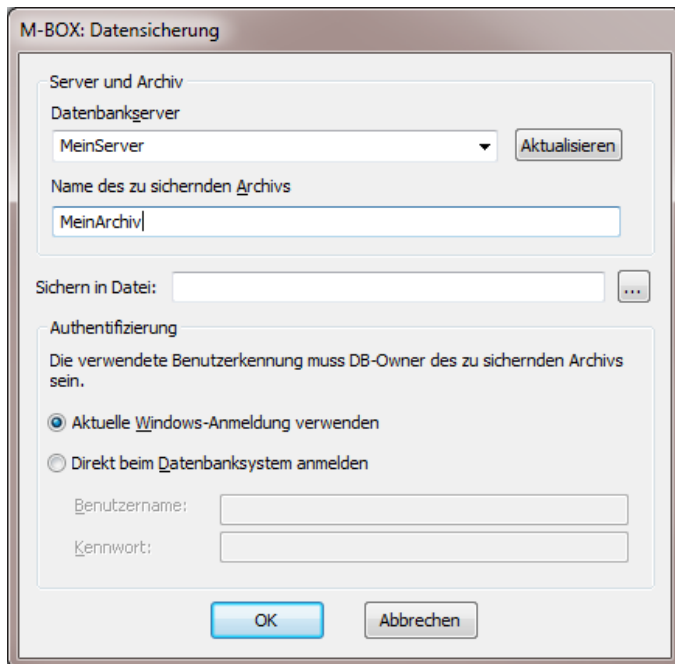 M-BOX: Datensicherung
Server und Archiv
Datenbankserver
MeinServer
Aktualisieren
Name des zu sichernden Archivs
MeinArchiv
Sichern in Datei:
...
Authentifizierung
Die verwendete Benutzerkennung muss DB-Owner des zu sichernden Archivs
sein.
Aktuelle Windows-Anmeldung verwenden
Direkt beim Datenbanksystem anmelden
Benutzername:
Kennwort:
OK
Abbrechen